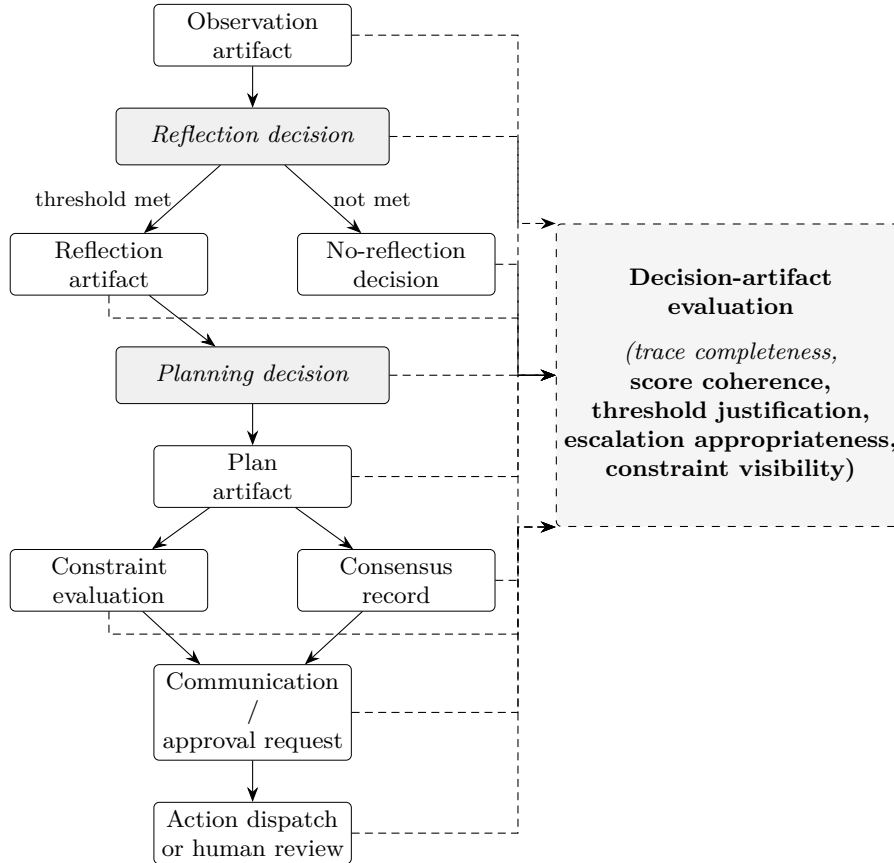 Observation
artifact
Reflection decision
threshold met
not met
Reflection
artifact
No-reflection
decision
Planning decision
Plan
artifact
Constraint
evaluation
Consensus
record
Communication
/
approval request
Action dispatch
or human review
Decision-artifact
evaluation
(trace completeness,
score coherence,
threshold justification,
escalation appropriateness,
constraint visibility)